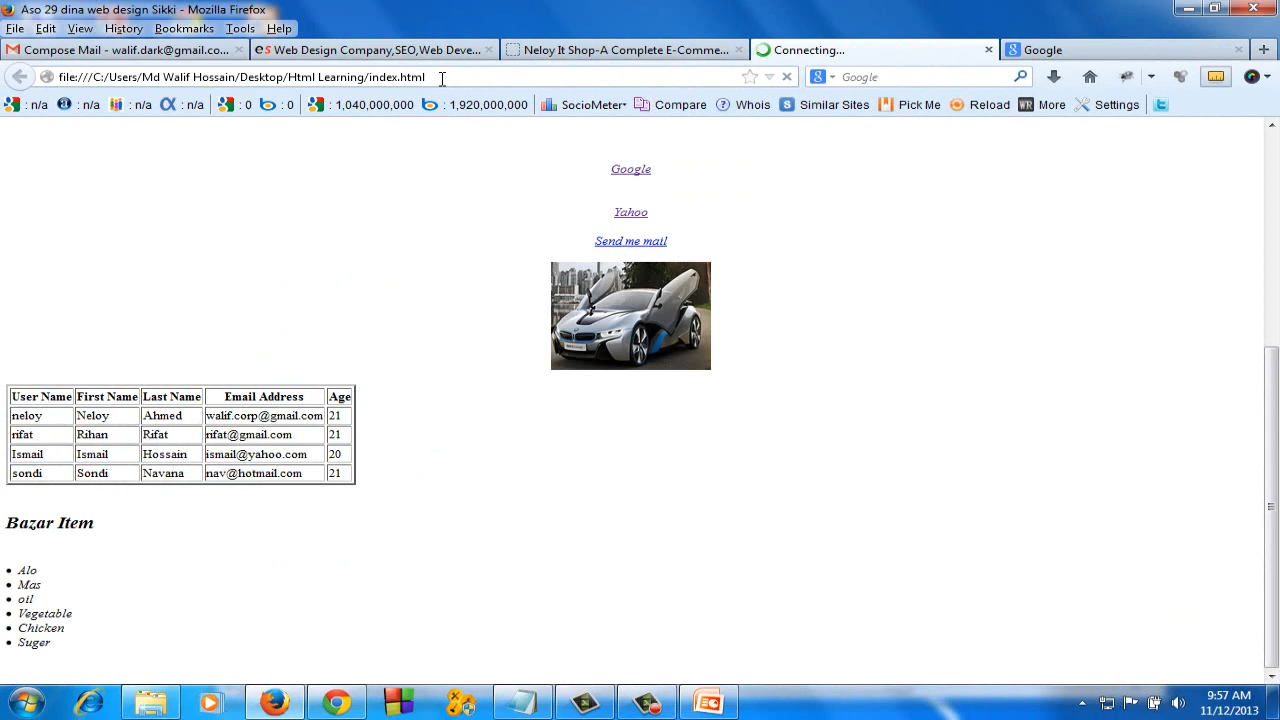 Aso 29 dina web design Sikki - Mozilla Firefox
File Edit View History Bookmarks Tools Help
Compose Mail - walif.dark@gmail.co... Web Design Company,SEO,Web Deve... Neloy It Shop-A Complete E-Comme... Connecting... Google
file:///C:/Users/Md Walif Hossain/Desktop/Html Learning/index.html Google
: n/a : n/a : n/a : n/a : 0 : 0 : 1,040,000,000 : 1,920,000,000 SocioMeter Compare Whois Similar Sites Pick Me Reload More Settings
Google
Yahoo
Send me mail
User Name First Name Last Name Email Address Age
neloy Neloy Ahmed walif.corp@gmail.com 21
rifat Rihan Rifat rifat@gmail.com 21
Ismail Ismail Hossain ismail@yahoo.com 20
sondi Sondi Navana nav@hotmail.com 21
Bazar Item
• Alo
• Mas
• oil
• Vegetable
• Chicken
• Suger
9:57 AM
11/12/2013